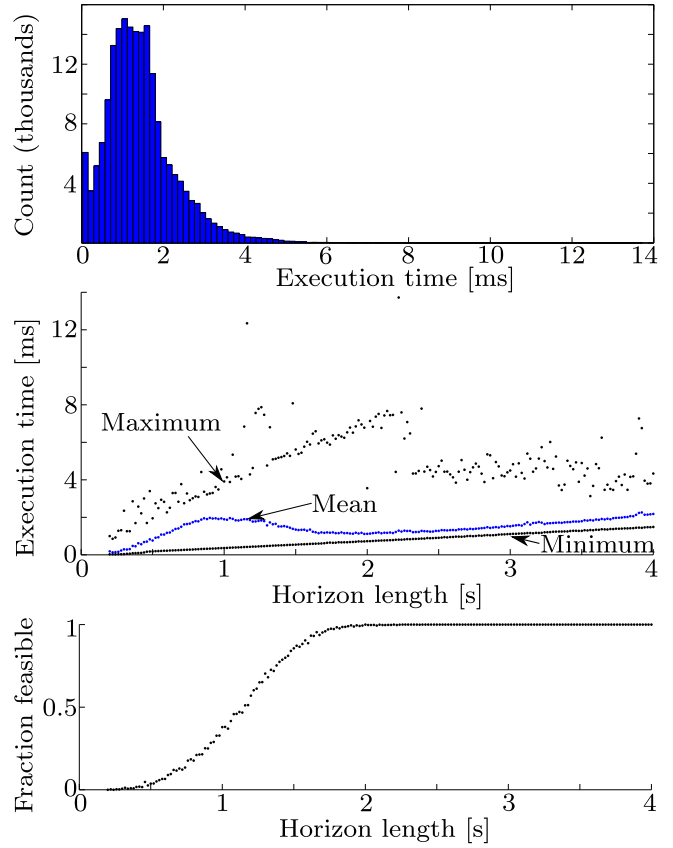 Count (thousands)
12
8
4
0 2 4 6 8 10 12 14
Execution time [ms]
Execution time [ms]
12
8
4
0
Maximum
Mean
Minimum
1 2 3 4
Horizon length [s]
Fraction feasible
1
0.5
0
0 1 2 3 4
Horizon length [s]